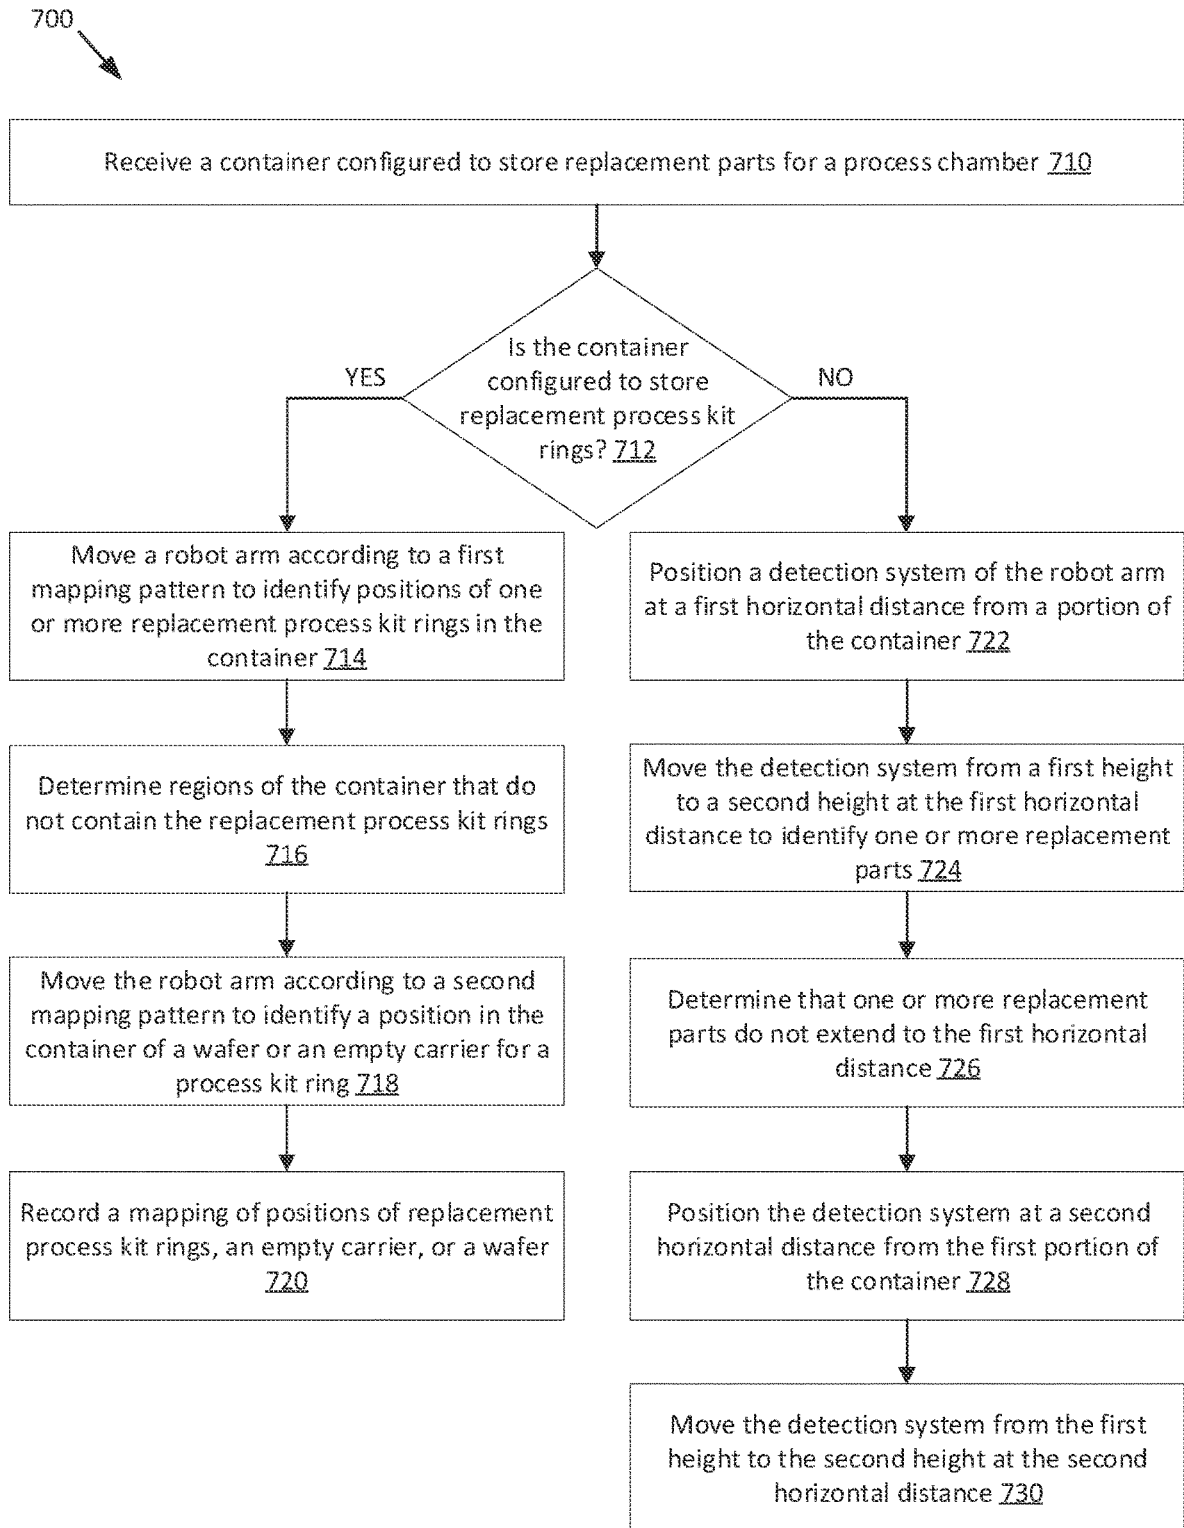 700
Receive a container configured to store replacement parts for a process chamber 710
Is the container
configured to store
replacement process kit
rings? 712
YES
NO
Move a robot arm according to a first
mapping pattern to identify positions of one
or more replacement process kit rings in the
container 714
Determine regions of the container that do
not contain the replacement process kit rings
716
Move the robot arm according to a second
mapping pattern to identify a position in the
container of a wafer or an empty carrier for a
process kit ring 718
Record a mapping of positions of replacement
process kit rings, an empty carrier, or a wafer
720
Position a detection system of the robot arm
at a first horizontal distance from a portion of
the container 722
Move the detection system from a first height
to a second height at the first horizontal
distance to identify one or more replacement
parts 724
Determine that one or more replacement
parts do not extend to the first horizontal
distance 726
Position the detection system at a second
horizontal distance from the first portion of
the container 728
Move the detection system from the first
height to the second height at the second
horizontal distance 730